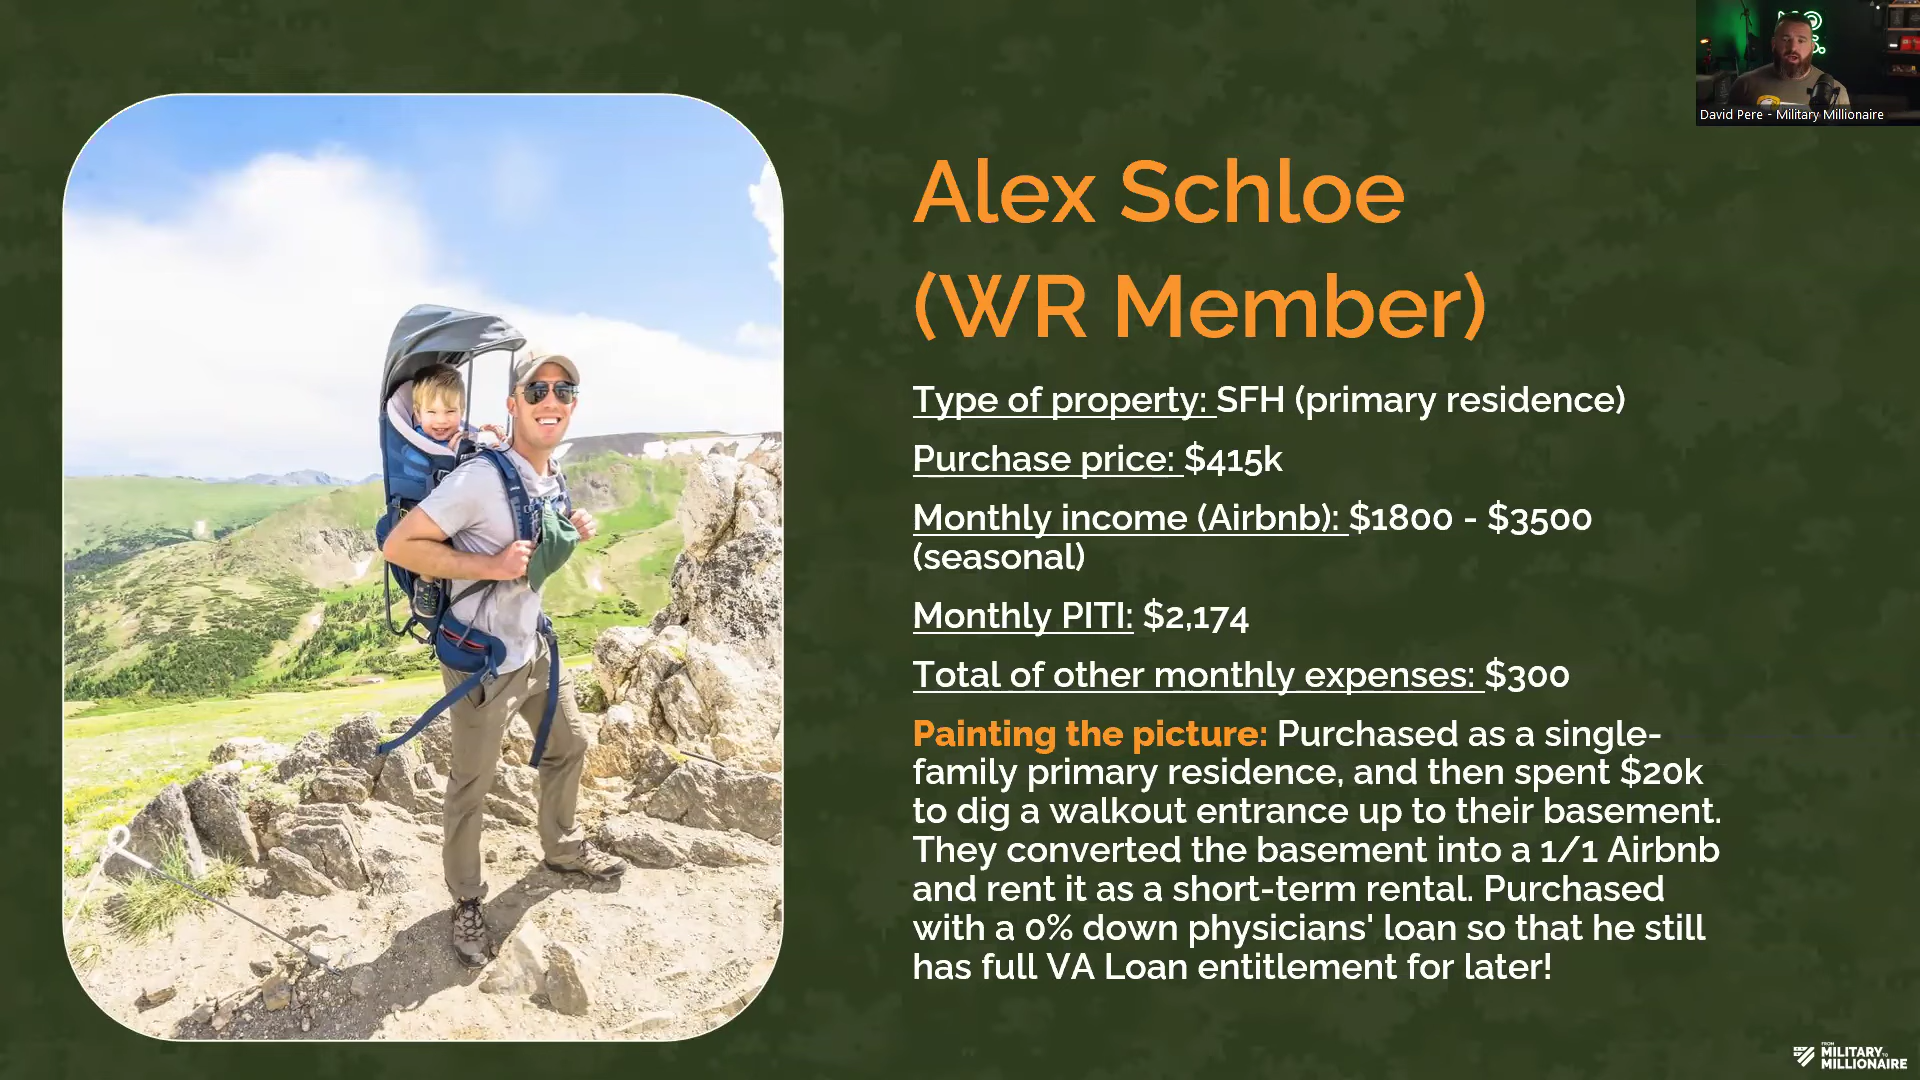 David Pere - Military Millionaire
Alex Schloe
(WR Member)
Type of property: SFH (primary residence)
Purchase price: $415k
Monthly income (Airbnb): $1800 - $3500
(seasonal)
Monthly PITI: $2,174
Total of other monthly expenses: $300
Painting the picture: Purchased as a single-
family primary residence, and then spent $20k
to dig a walkout entrance up to their basement.
They converted the basement into a 1/1 Airbnb
and rent it as a short-term rental. Purchased
with a 0% down physicians' loan so that he still
has full VA Loan entitlement for later!
FROM
MILITARY TO
MILLIONAIRE